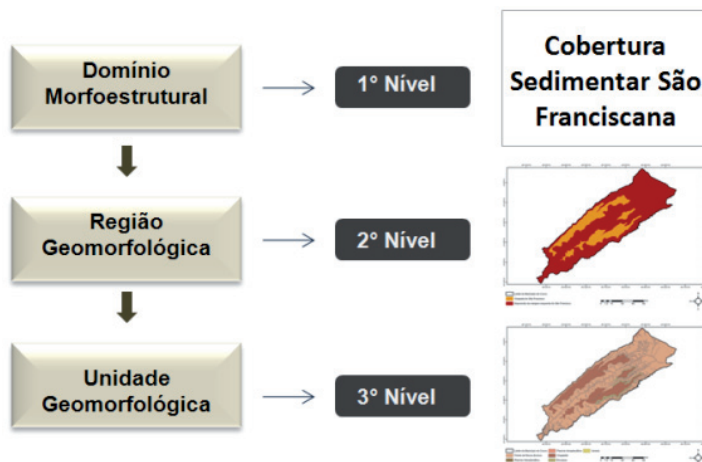 Domínio
Morfoestrutural
1° Nível
Cobertura
Sedimentar São
Franciscana
Região
Geomorfológica
2° Nível
Unidade
Geomorfológica
3° Nível